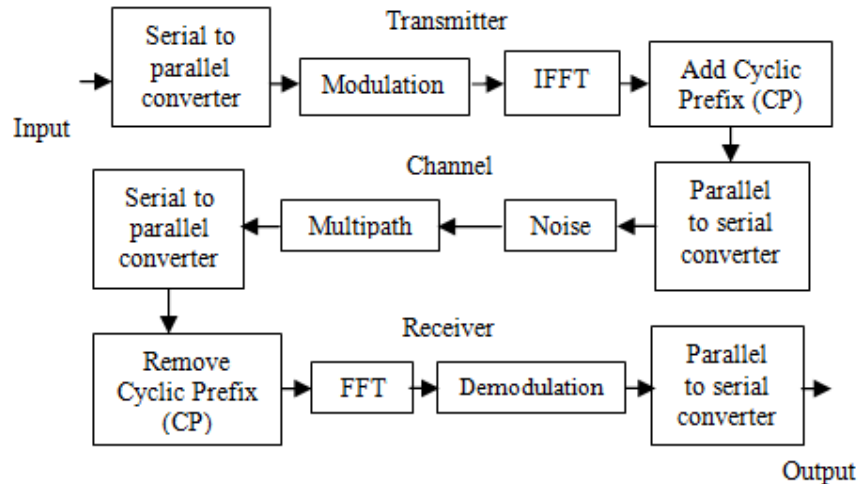 Transmitter
Serial to
parallel
converter
Modulation
IFFT
Add Cyclic
Prefix (CP)
Input
Channel
Serial to
parallel
converter
Multipath
Noise
Parallel
to serial
converter
Receiver
Remove
Cyclic Prefix
(CP)
FFT
Demodulation
Parallel
to serial
converter
Output